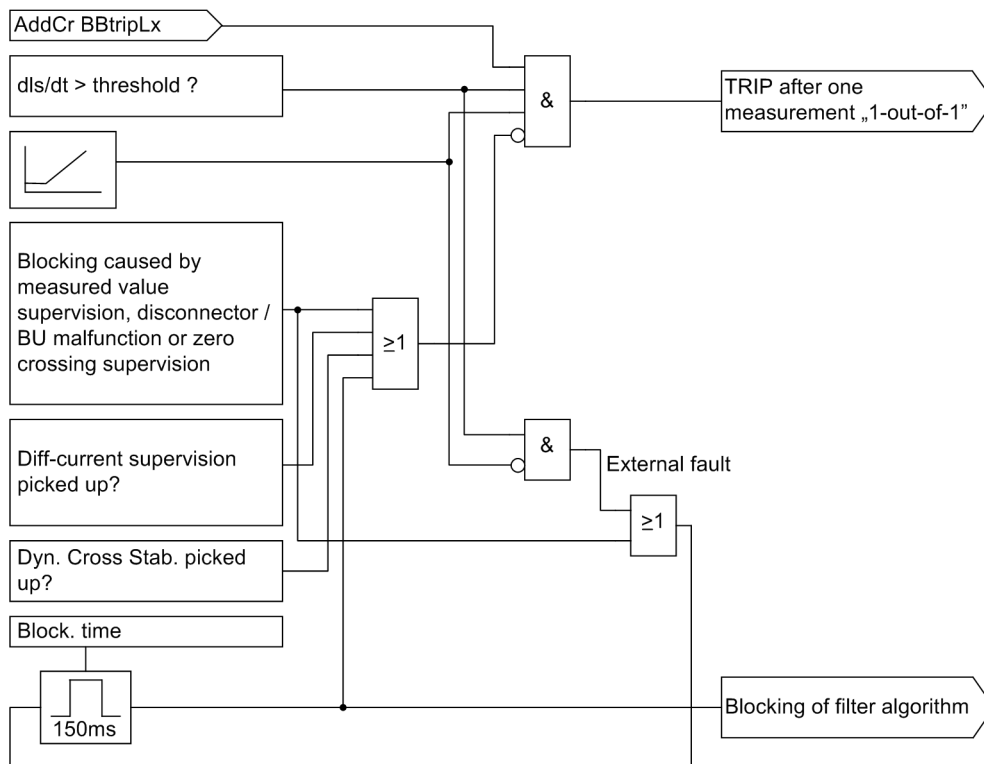 AddCr BBtripLx
dIs/dt > threshold ?
&
TRIP after one
measurement „1-out-of-1”
Blocking caused by
measured value
supervision, disconnector /
BU malfunction or zero
crossing supervision
≥1
Diff-current supervision
picked up?
&
External fault
≥1
Dyn. Cross Stab. picked
up?
Block. time
150ms
Blocking of filter algorithm